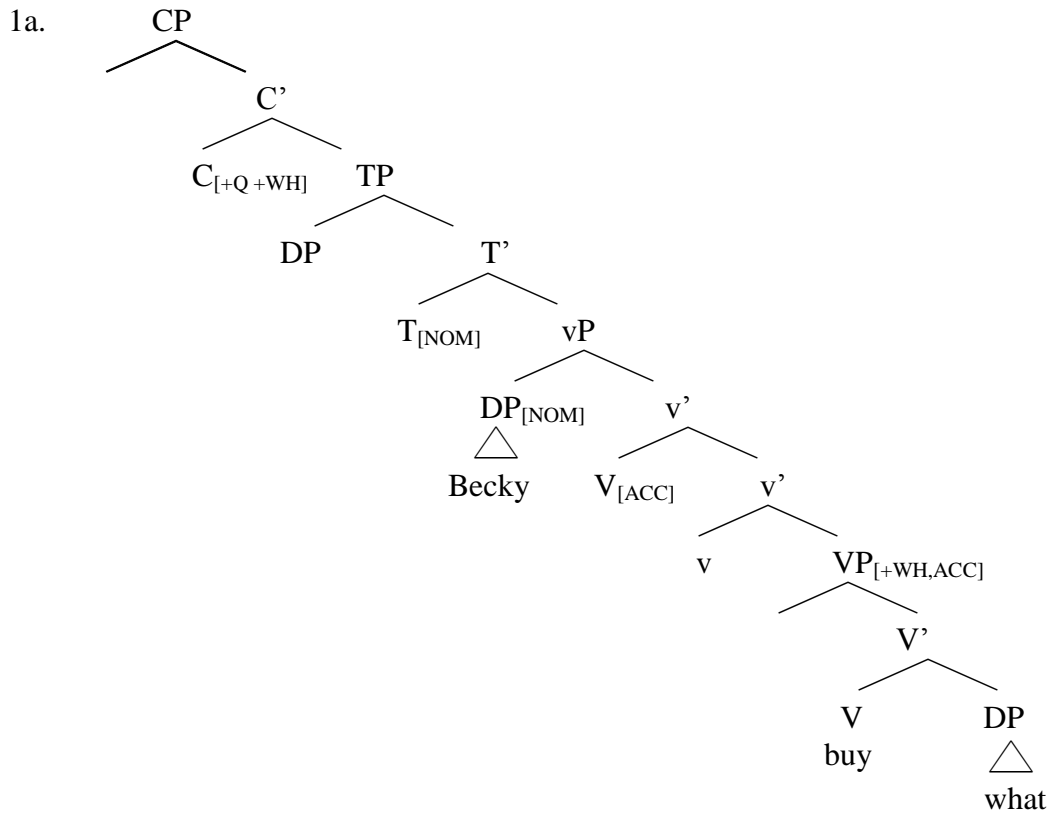 1a. CP
C’
C[+Q +WH] TP
DP T’
T[NOM] vP
DP[NOM] v’
Becky V[ACC] v’
v VP[+WH,ACC]
V’
V DP
buy
what